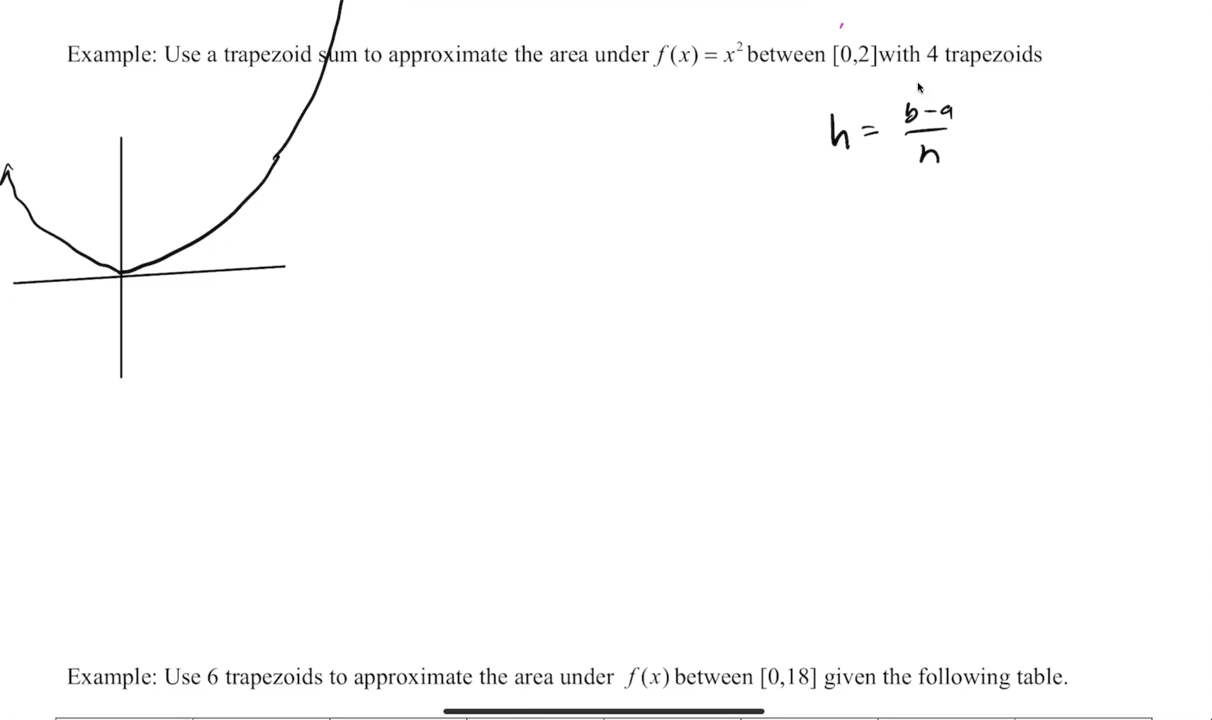 Example: Use a trapezoid sum to approximate the area under f(x) = x² between [0,2]with 4 trapezoids
h = b-a/n
Example: Use 6 trapezoids to approximate the area under f(x) between [0,18] given the following table.